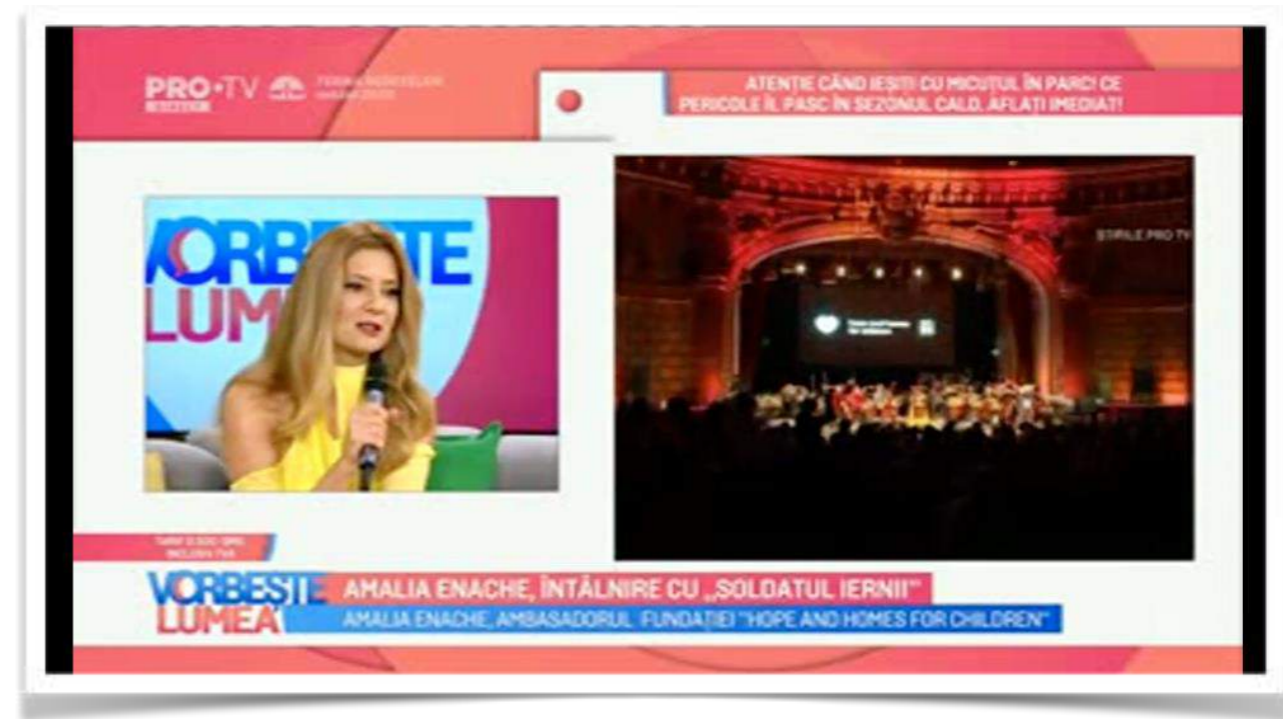 PRO•TV
DIRECT
ATENȚIE CÂND IEȘIȚI CU MICUȚUL ÎN PARC! CE
PERICOLE ÎL PASC ÎN SEZONUL CALD, AFLAȚI IMEDIAT!
VORBEȘTE
LUM
ȘTIRILE PRO TV
VORBEȘTE
LUMEA
AMALIA ENACHE, ÎNTÂLNIRE CU „SOLDATUL IERNII"
AMALIA ENACHE, AMBASADORUL FUNDAȚIEI "HOPE AND HOMES FOR CHILDREN"